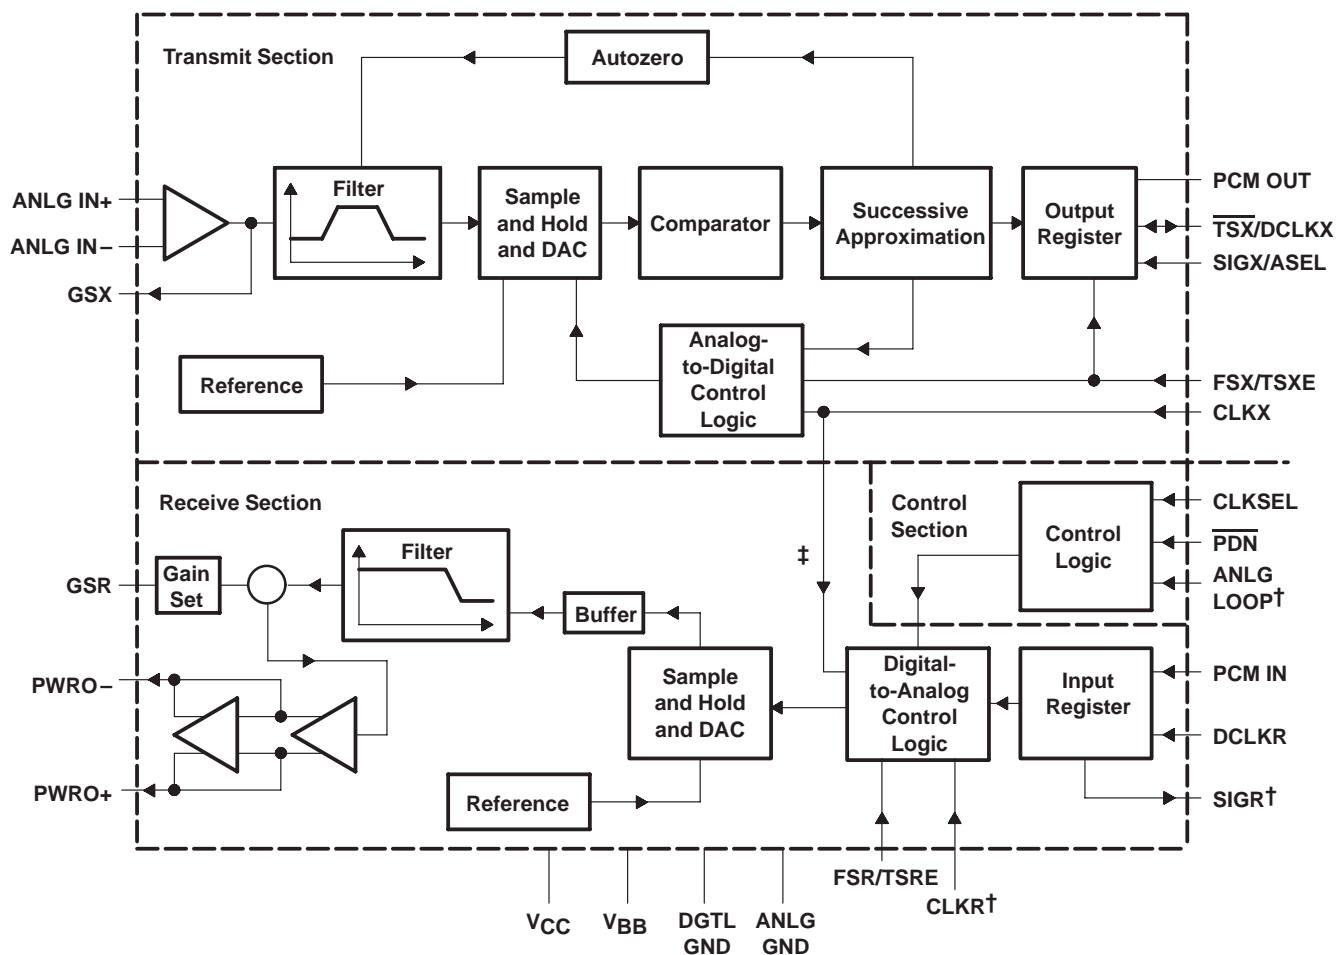 Transmit Section
Autozero
ANLG IN+
ANLG IN−
GSX
Filter
Sample
and Hold
and DAC
Comparator
Successive
Approximation
Output
Register
PCM OUT
TSX/DCLKX
SIGX/ASEL
Reference
Analog-
to-Digital
Control
Logic
FSX/TSXE
CLKX
Receive Section
Control
Section
Control
Logic
CLKSEL
PDN
ANLG
LOOP†
‡
GSR
Gain
Set
Filter
Buffer
PWRO−
PWRO+
Sample
and Hold
and DAC
Digital-
to-Analog
Control
Logic
Input
Register
PCM IN
DCLKR
SIGR†
Reference
FSR/TSRE
CLKR†
VCC
VBB
DGTL
GND
ANLG
GND